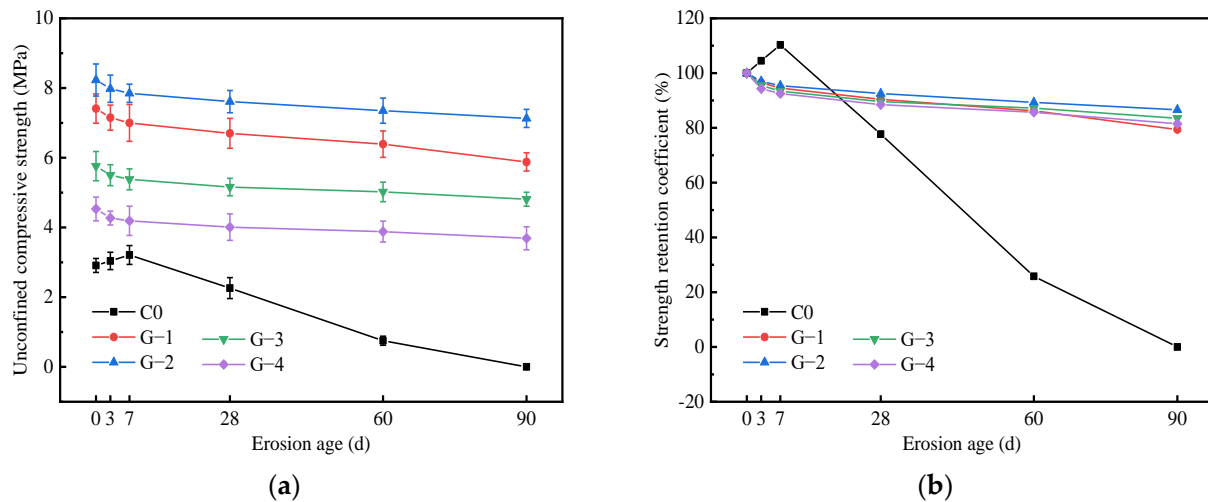 10
8
6
4
2
0
Unconfined compressive strength (MPa)
C0
G−1
G−2
G−3
G−4
0 3 7 28 60 90
Erosion age (d)
(a)
120
100
80
60
40
20
0
-20
Strength retention coefficient (%)
C0
G−1
G−2
G−3
G−4
0 3 7 28 60 90
Erosion age (d)
(b)